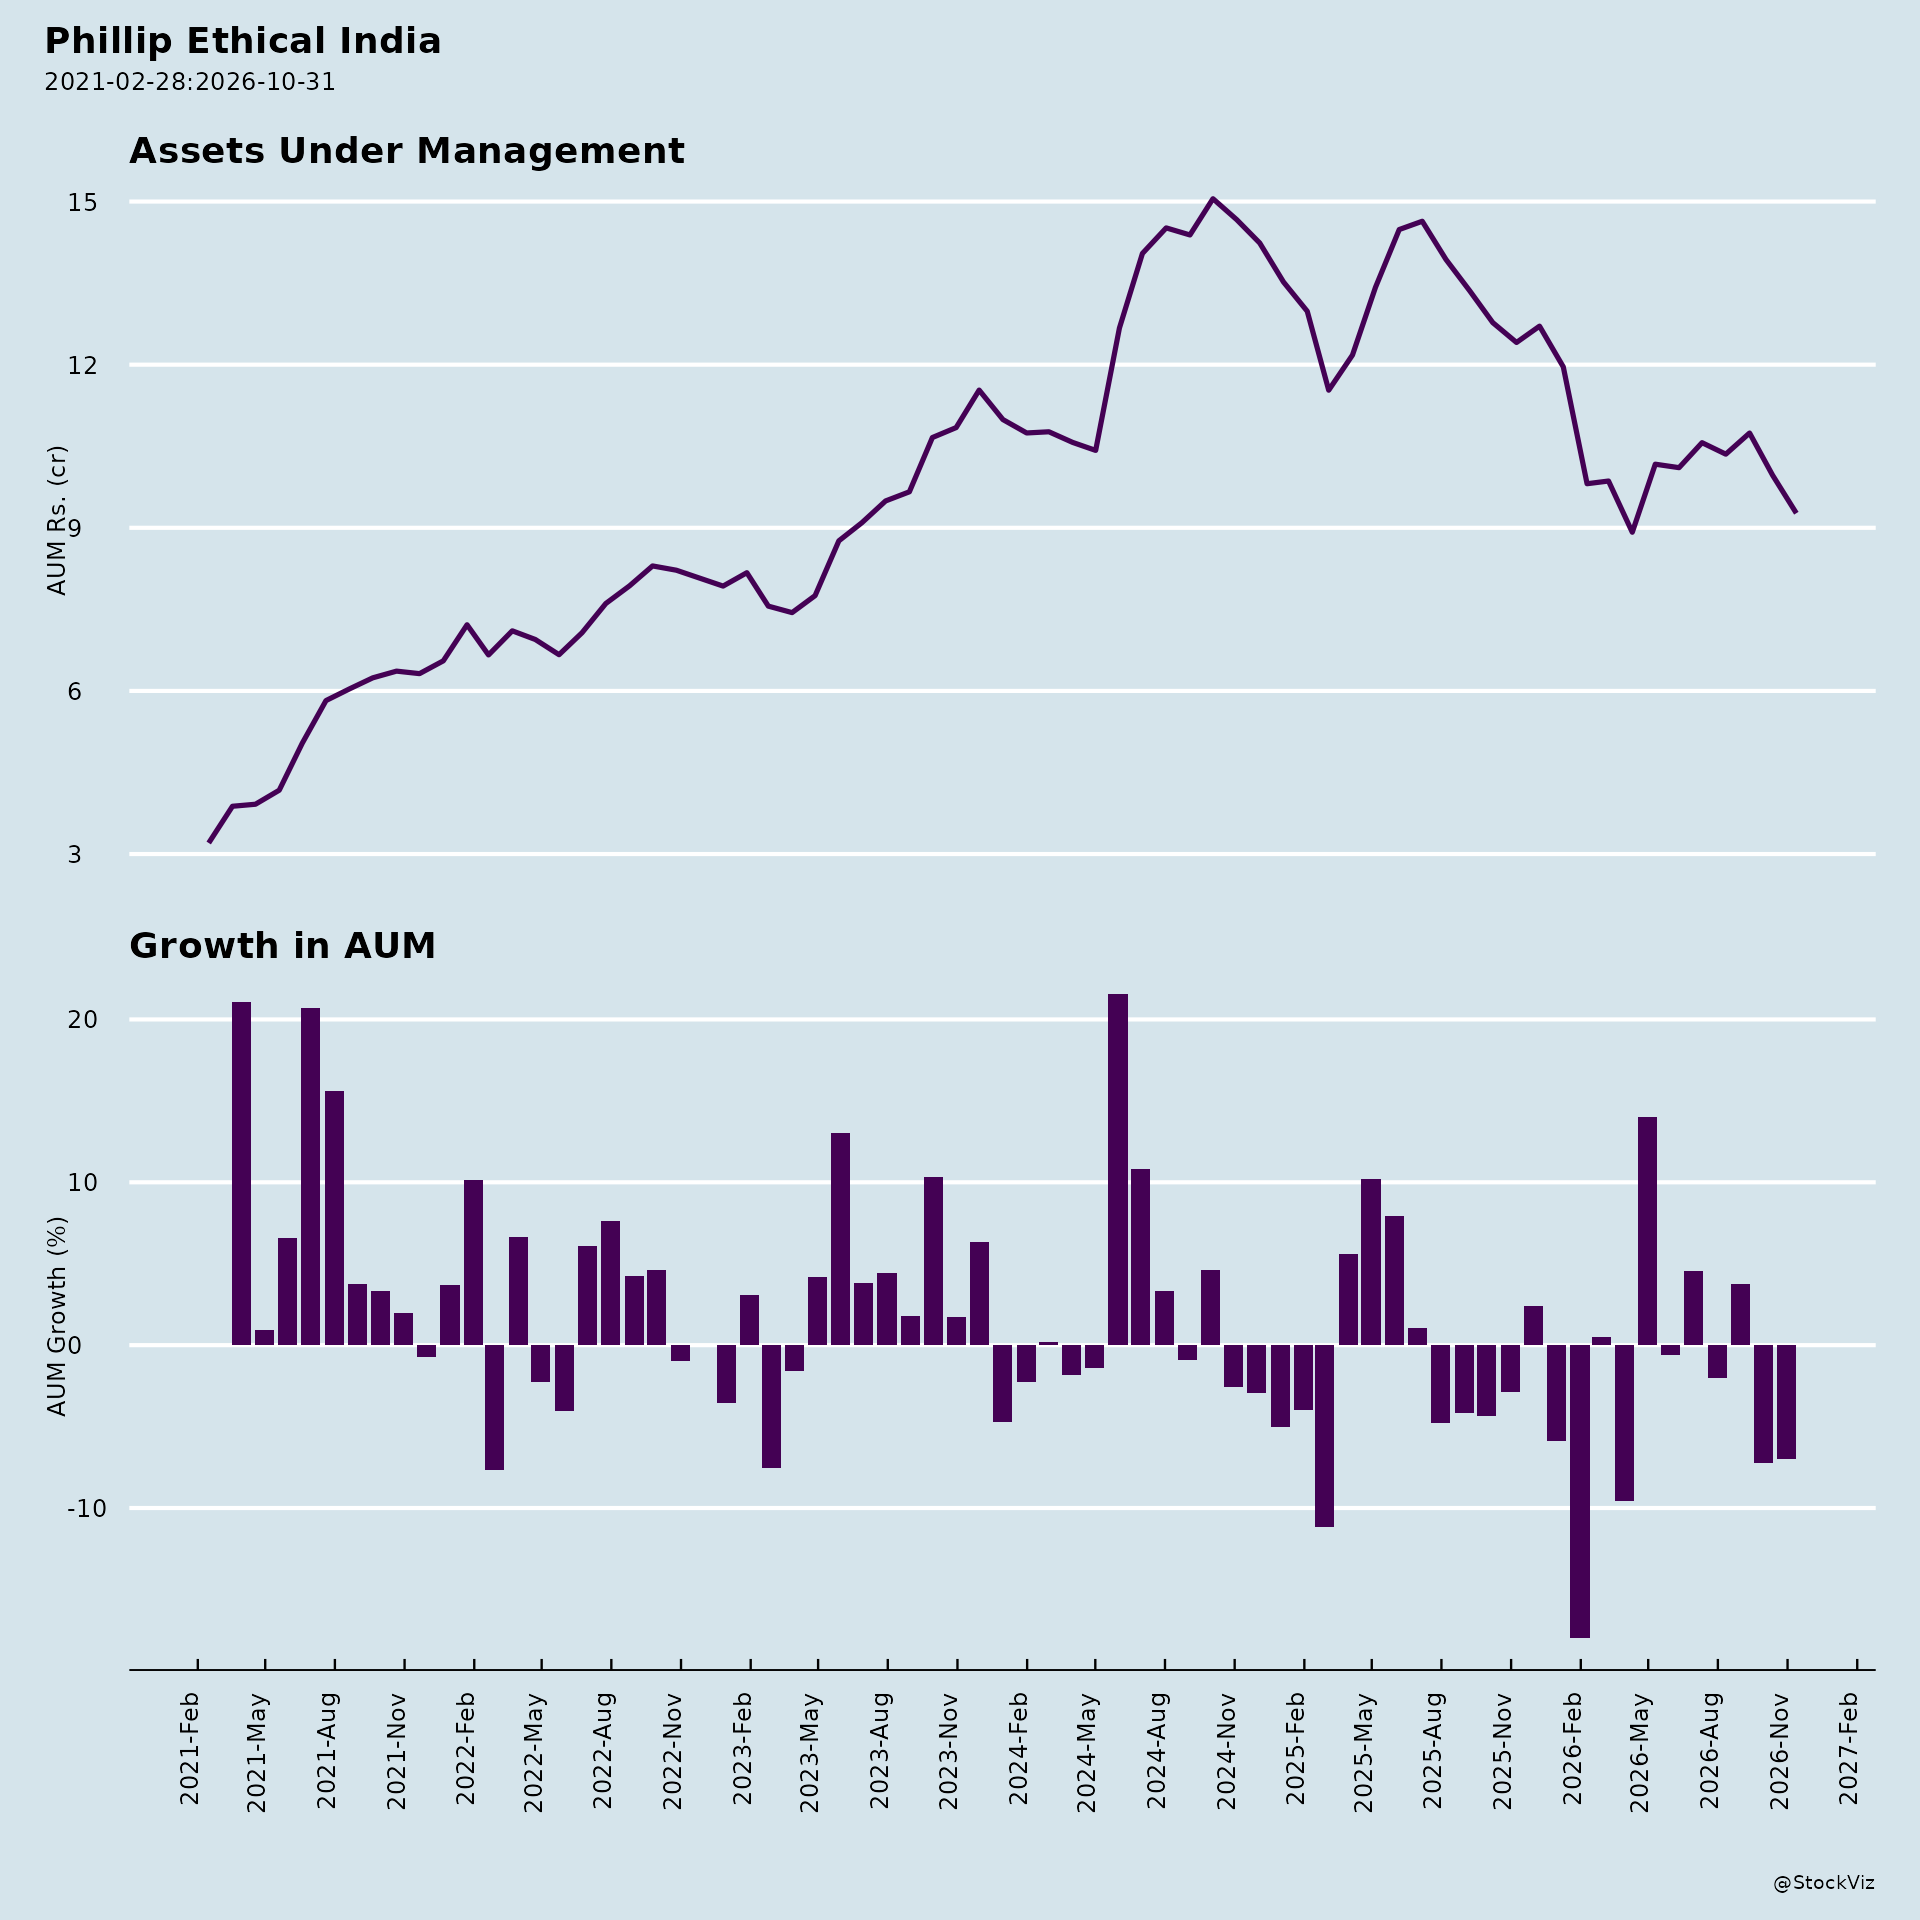 Phillip Ethical India
2021-02-28:2026-10-31
Assets Under Management
AUM Rs. (cr)
15
12
9
6
3
Growth in AUM
AUM Growth (%)
20
10
0
-10
2021-Feb
2021-May
2021-Aug
2021-Nov
2022-Feb
2022-May
2022-Aug
2022-Nov
2023-Feb
2023-May
2023-Aug
2023-Nov
2024-Feb
2024-May
2024-Aug
2024-Nov
2025-Feb
2025-May
2025-Aug
2025-Nov
2026-Feb
2026-May
2026-Aug
2026-Nov
2027-Feb
@StockViz